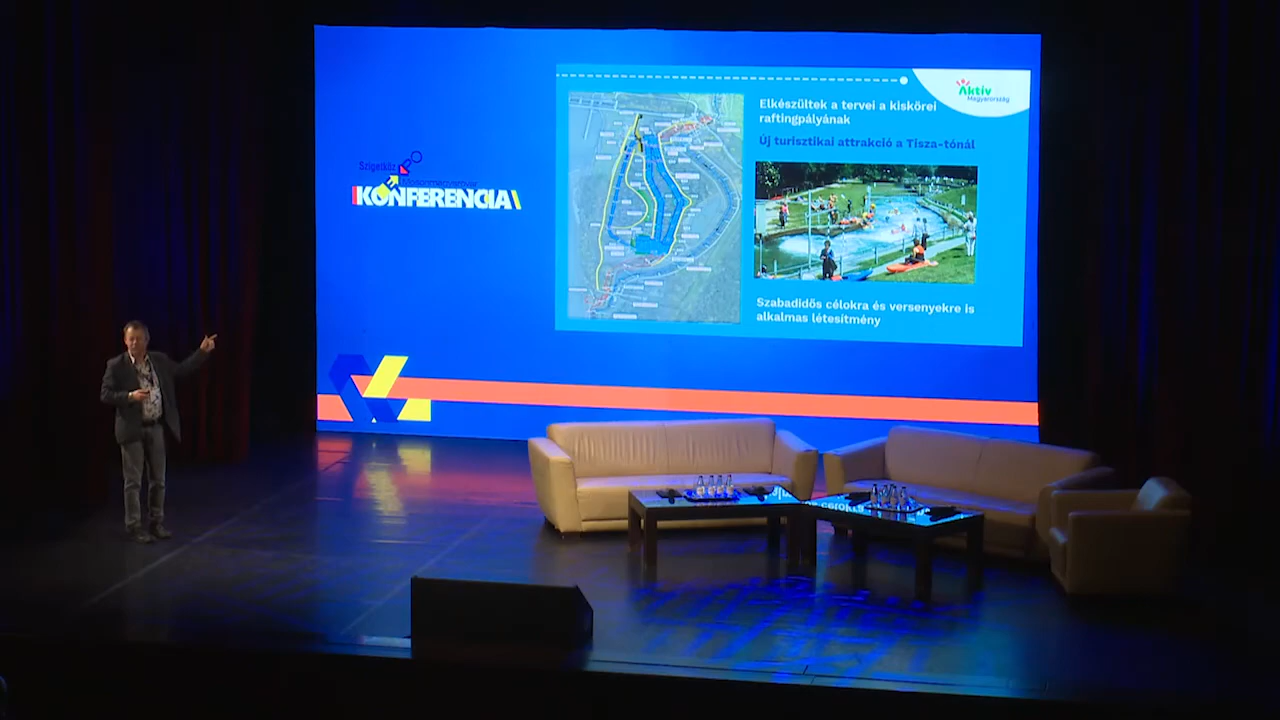 Szigetköz
KONFERENCIA
Aktív
Magyarország
Elkészültek a tervei a kiskörei
raftingpályának
Új turisztikai attrakció a Tisza-tónál
Szabadidős célokra és versenyekre is
alkalmas létesítmény